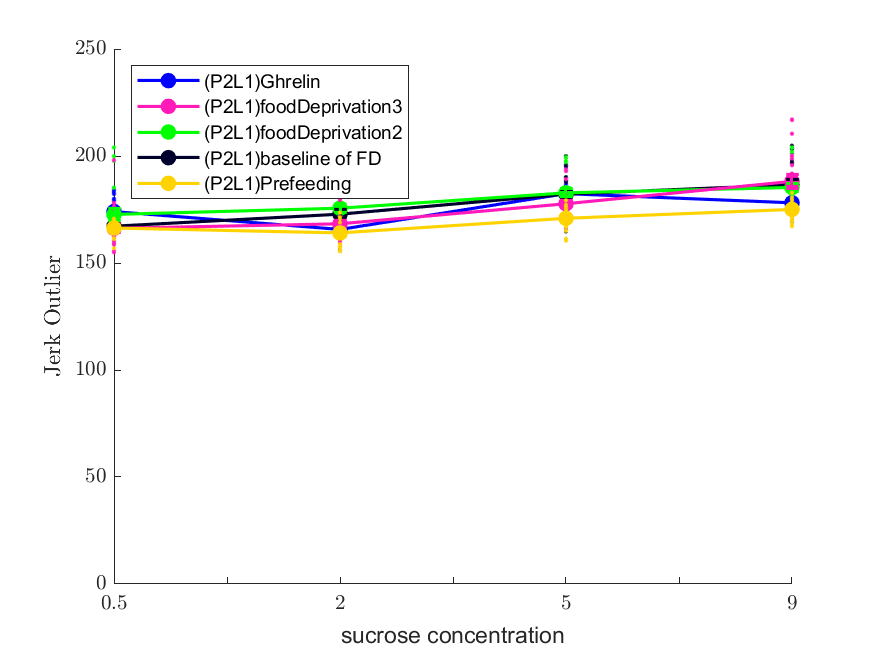 250
200
150
100
50
0
Jerk Outlier
(P2L1)Ghrelin
(P2L1)foodDeprivation3
(P2L1)foodDeprivation2
(P2L1)baseline of FD
(P2L1)Prefeeding
0.5 2 5 9
sucrose concentration